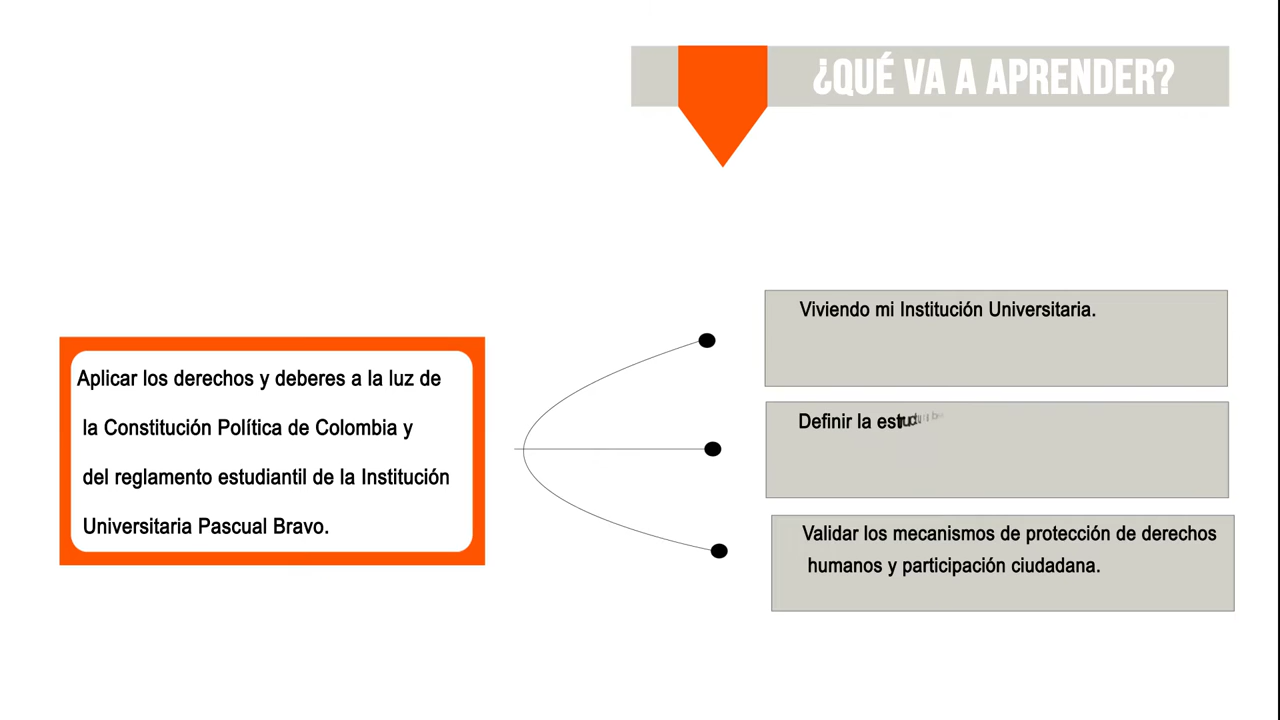 ¿QUÉ VA A APRENDER?
Aplicar los derechos y deberes a la luz de
la Constitución Política de Colombia y
del reglamento estudiantil de la Institución
Universitaria Pascual Bravo.
Viviendo mi Institución Universitaria.
Definir la
Validar los mecanismos de protección de derechos
humanos y participación ciudadana.